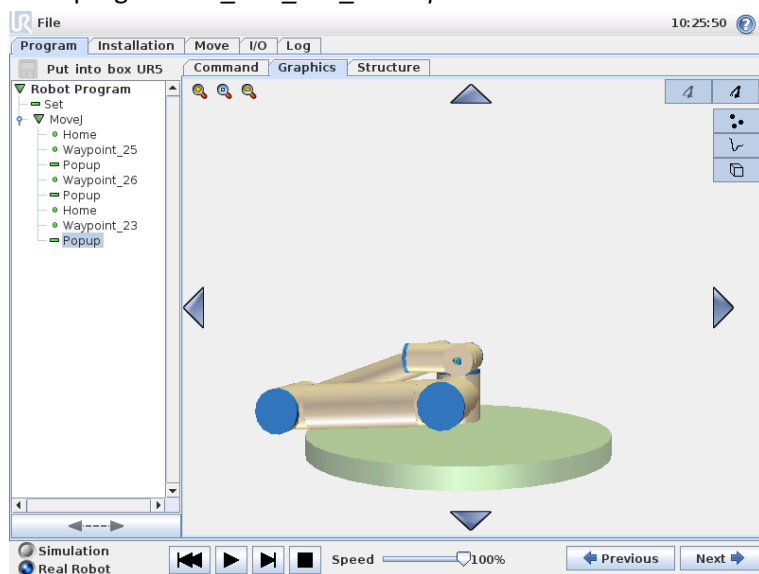 File 10:25:50
Program Installation Move I/O Log
Put into box UR5 Command Graphics Structure
Robot Program
Set
MoveJ
Home
Waypoint_25
Popup
Waypoint_26
Popup
Home
Waypoint_23
Popup
Simulation
Real Robot
Speed 100% Previous Next